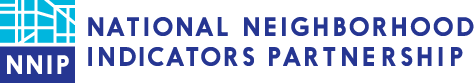 NNIP
NATIONAL NEIGHBORHOOD
INDICATORS PARTNERSHIP